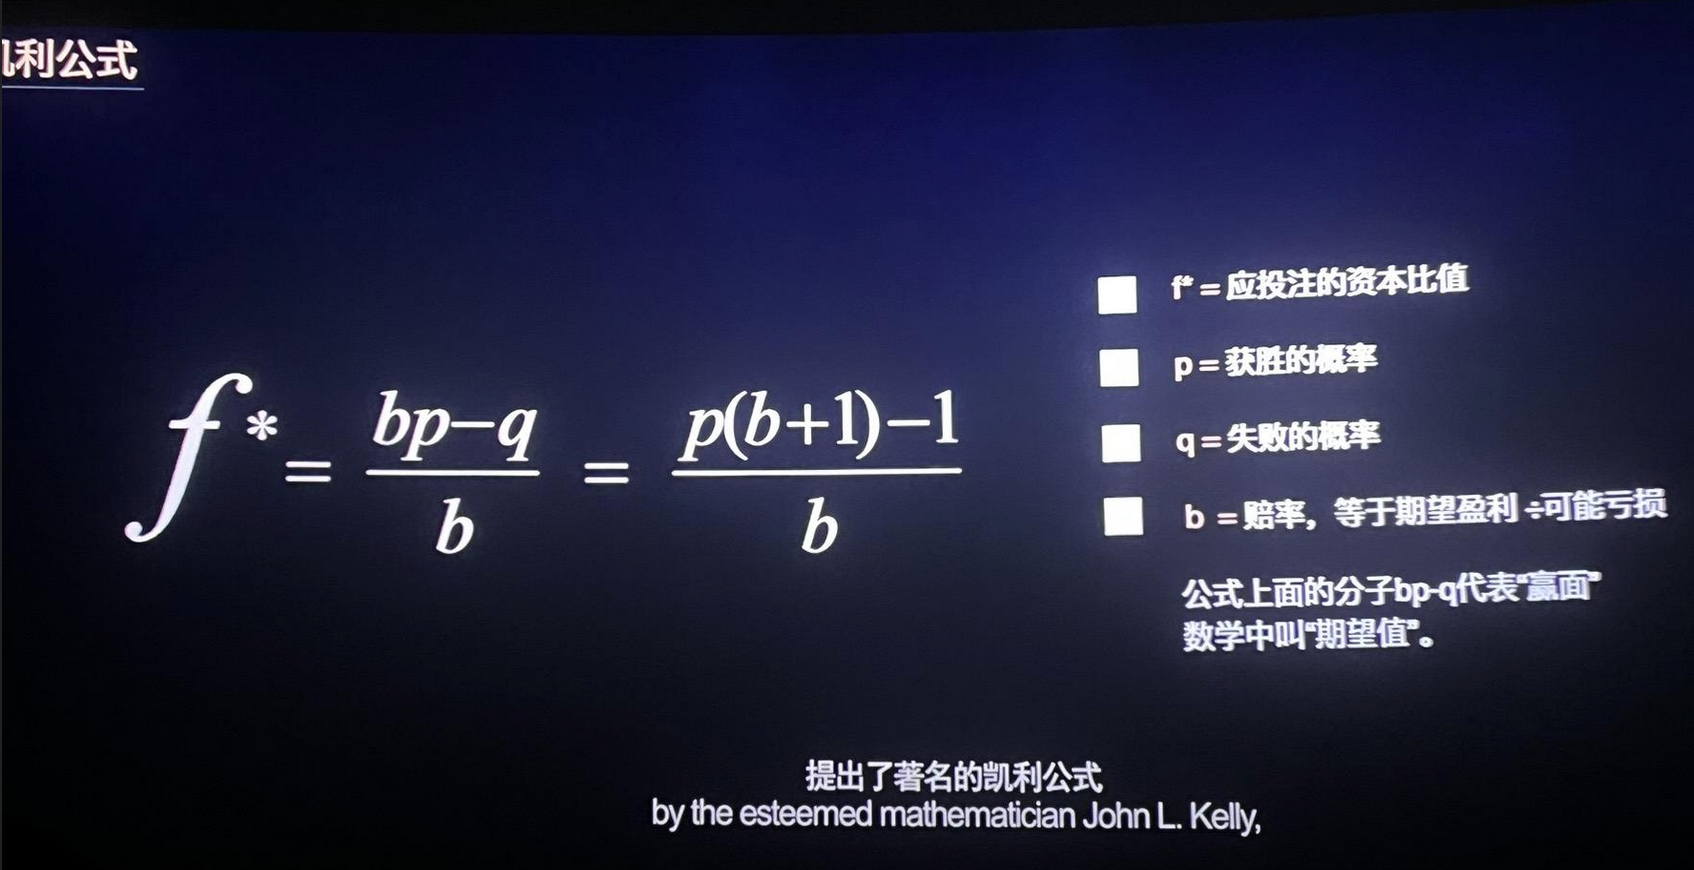 凯利公式
f* = bp-q / b = p(b+1)-1 / b
f* = 应投注的资本比值
p = 获胜的概率
q = 失败的概率
b = 赔率，等于期望盈利÷可能亏损
公式上面的分子bp-q代表“赢面”
数学中叫“期望值”。
提出了著名的凯利公式
by the esteemed mathematician John L. Kelly,